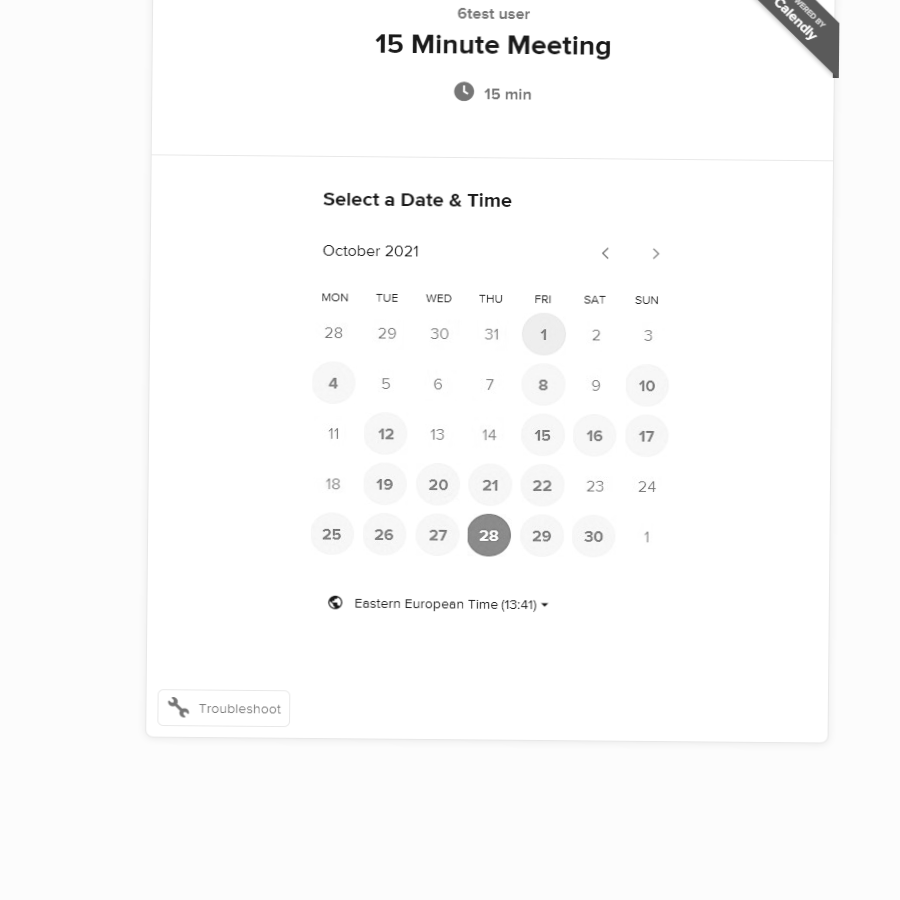 6test user
15 Minute Meeting
15 min
Calendly
Select a Date & Time
October 2021
MON TUE WED THU FRI SAT SUN
28 29 30 31 1 2 3
4 5 6 7 8 9 10
11 12 13 14 15 16 17
18 19 20 21 22 23 24
25 26 27 28 29 30 1
Eastern European Time (13:41)
Troubleshoot